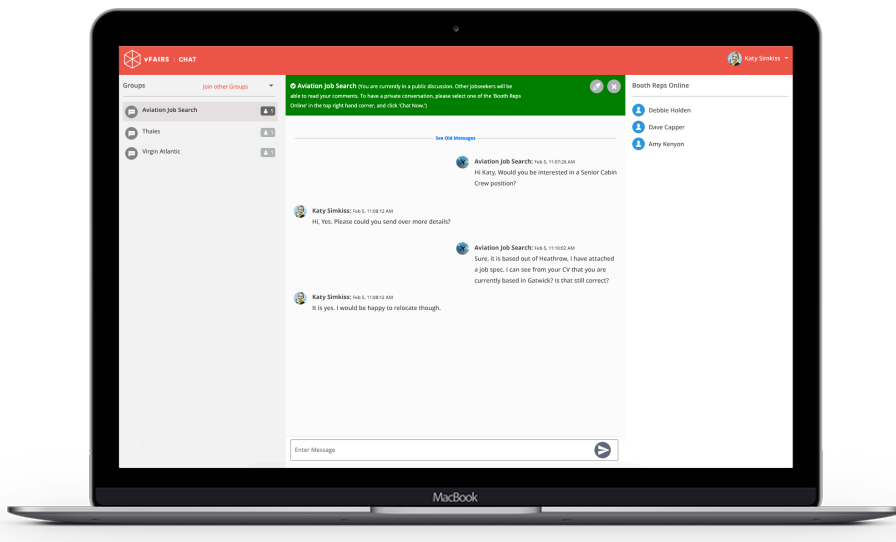 vFAIRS | CHAT
Katy Simkiss
Groups
Join other Groups
Aviation Job Search
1
Thales
1
Virgin Atlantic
1
Aviation Job Search (You are currently in a public discussion. Other jobseekers will be
able to read your comments. To have a private conversation, please select one of the 'Booth Reps
Online' in the top right hand corner, and click 'Chat Now.')
See Old Messages
Aviation Job Search: Feb 5, 11:07:26 AM
Hi Katy, Would you be interested in a Senior Cabin
Crew position?
Katy Simkiss: Feb 5, 11:08:12 AM
Hi, Yes. Please could you send over more details?
Aviation Job Search: Feb 5, 11:10:02 AM
Sure, it is based out of Heathrow, I have attached
a job spec, I can see from your CV that you are
currently based in Gatwick? Is that still correct?
Katy Simkiss: Feb 5, 11:08:12 AM
It is yes. I would be happy to relocate though.
Enter Message
Booth Reps Online
Debbie Holden
Dave Capper
Amy Kenyon
MacBook